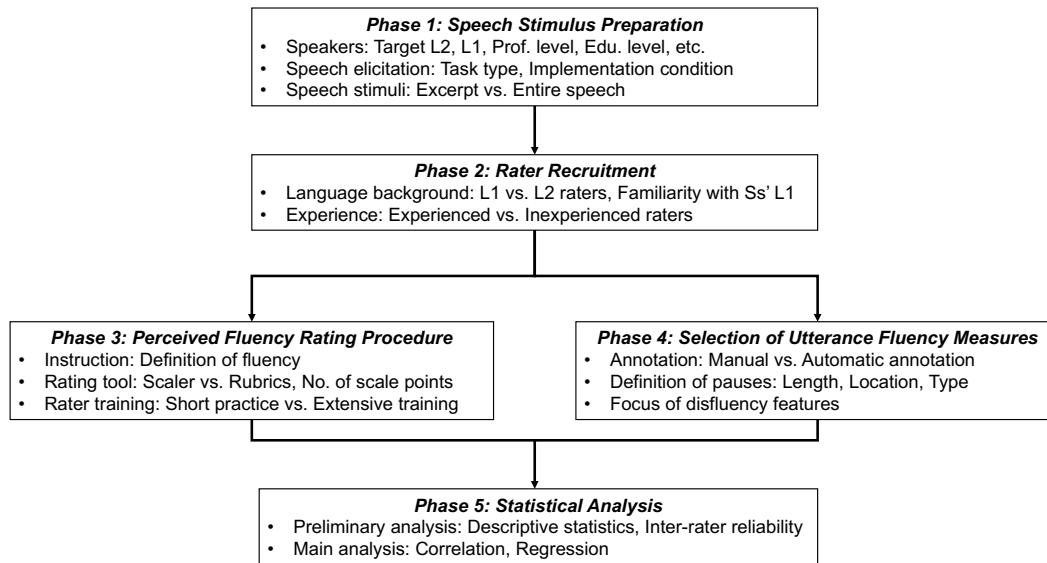 Phase 1: Speech Stimulus Preparation
• Speakers: Target L2, L1, Prof. level, Edu. level, etc.
• Speech elicitation: Task type, Implementation condition
• Speech stimuli: Excerpt vs. Entire speech
Phase 2: Rater Recruitment
• Language background: L1 vs. L2 raters, Familiarity with Ss' L1
• Experience: Experienced vs. Inexperienced raters
Phase 3: Perceived Fluency Rating Procedure
• Instruction: Definition of fluency
• Rating tool: Scaler vs. Rubrics, No. of scale points
• Rater training: Short practice vs. Extensive training
Phase 4: Selection of Utterance Fluency Measures
• Annotation: Manual vs. Automatic annotation
• Definition of pauses: Length, Location, Type
• Focus of disfluency features
Phase 5: Statistical Analysis
• Preliminary analysis: Descriptive statistics, Inter-rater reliability
• Main analysis: Correlation, Regression